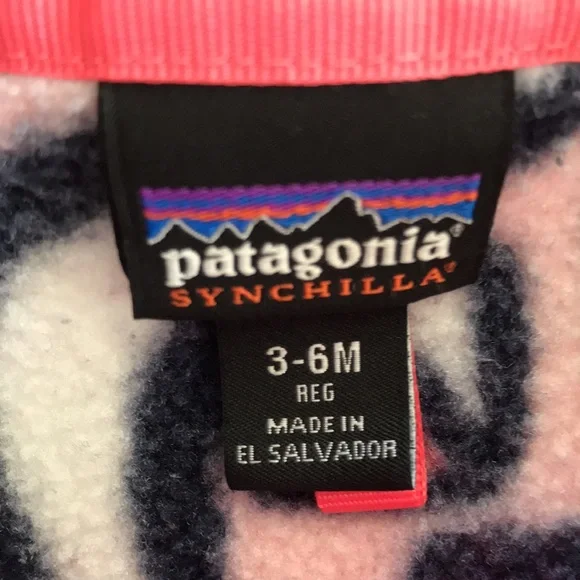 patagonia®
SYNCHILLA®
3-6M
REG
MADE IN
EL SALVADOR